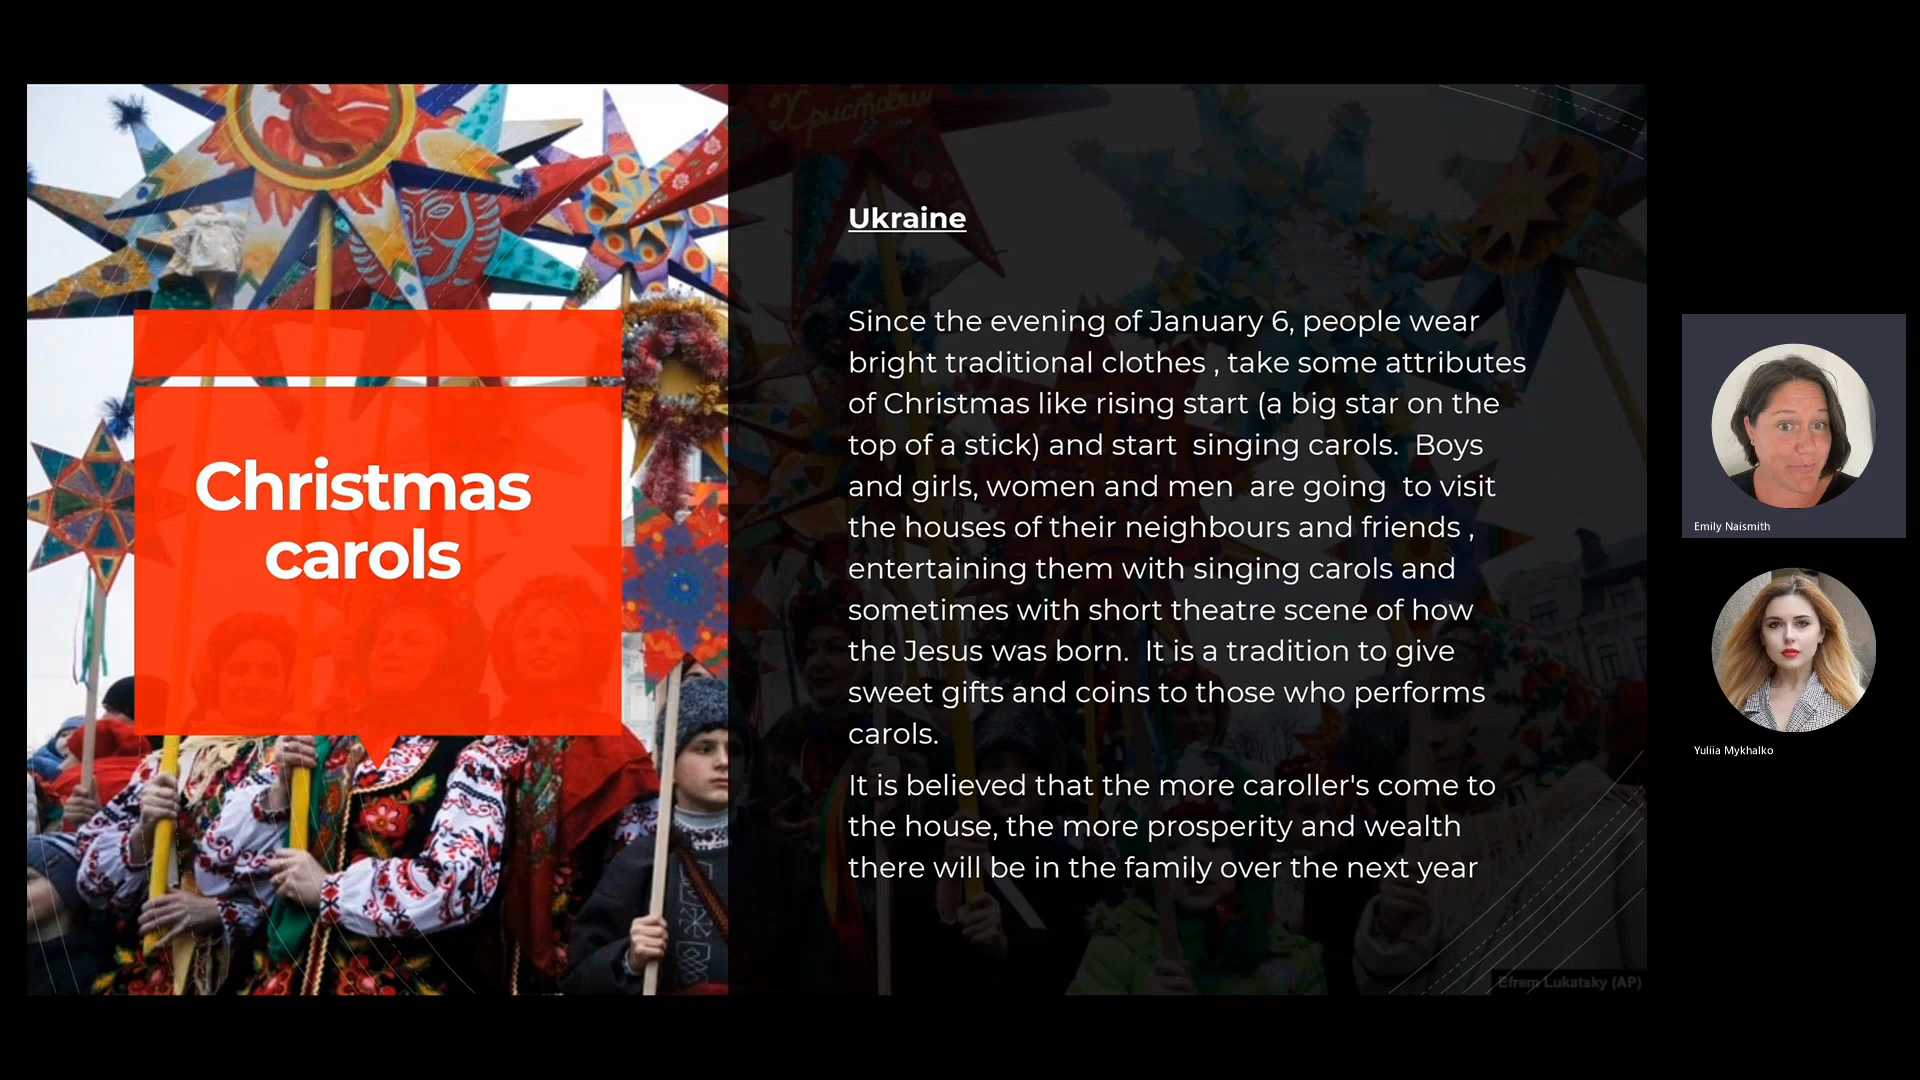 Христовим
Ukraine
Christmas
carols
Since the evening of January 6, people wear
bright traditional clothes , take some attributes
of Christmas like rising start (a big star on the
top of a stick) and start  singing carols.  Boys
and girls, women and men  are going  to visit
the houses of their neighbours and friends ,
entertaining them with singing carols and
sometimes with short theatre scene of how
the Jesus was born.  It is a tradition to give
sweet gifts and coins to those who performs
carols.
It is believed that the more caroller's come to
the house, the more prosperity and wealth
there will be in the family over the next year
Efrem Lukatsky (AP)
Emily Naismith
Yuliia Mykhalko